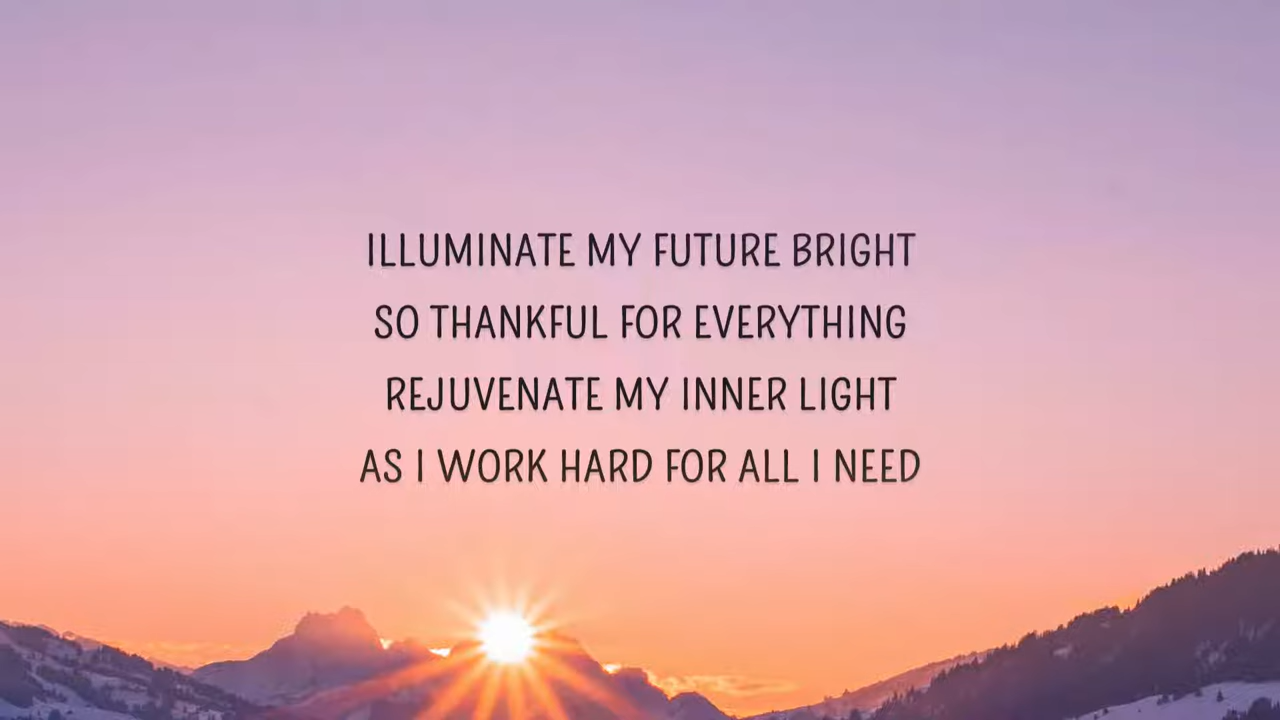 ILLUMINATE MY FUTURE BRIGHT
SO THANKFUL FOR EVERYTHING
REJUVENATE MY INNER LIGHT
AS I WORK HARD FOR ALL I NEED